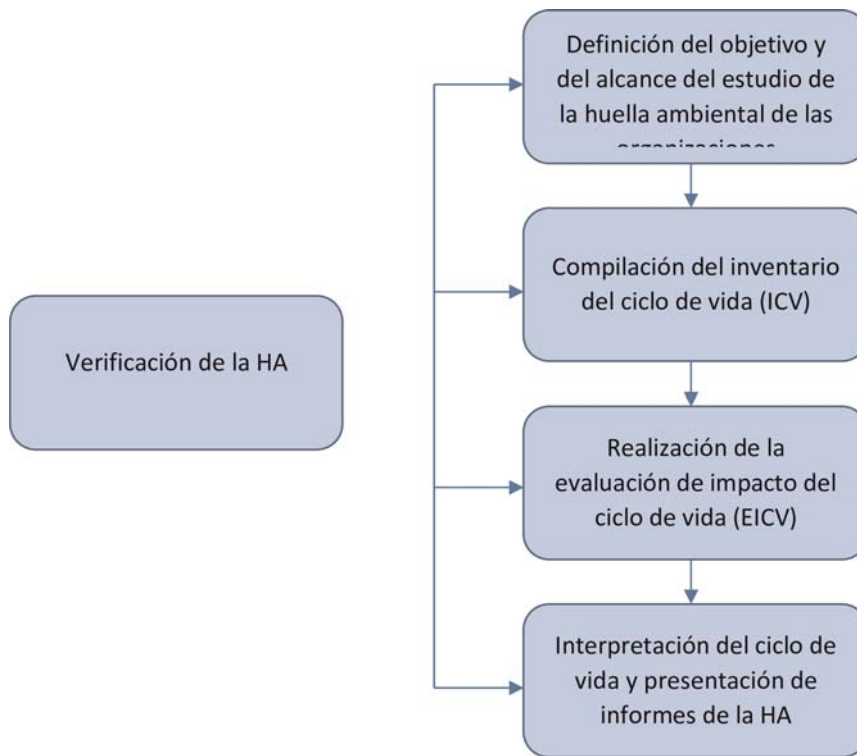 Definición del objetivo y
del alcance del estudio de
la huella ambiental de las
organizaciones
Compilación del inventario
del ciclo de vida (ICV)
Verificación de la HA
Realización de la
evaluación de impacto del
ciclo de vida (EICV)
Interpretación del ciclo de
vida y presentación de
informes de la HA